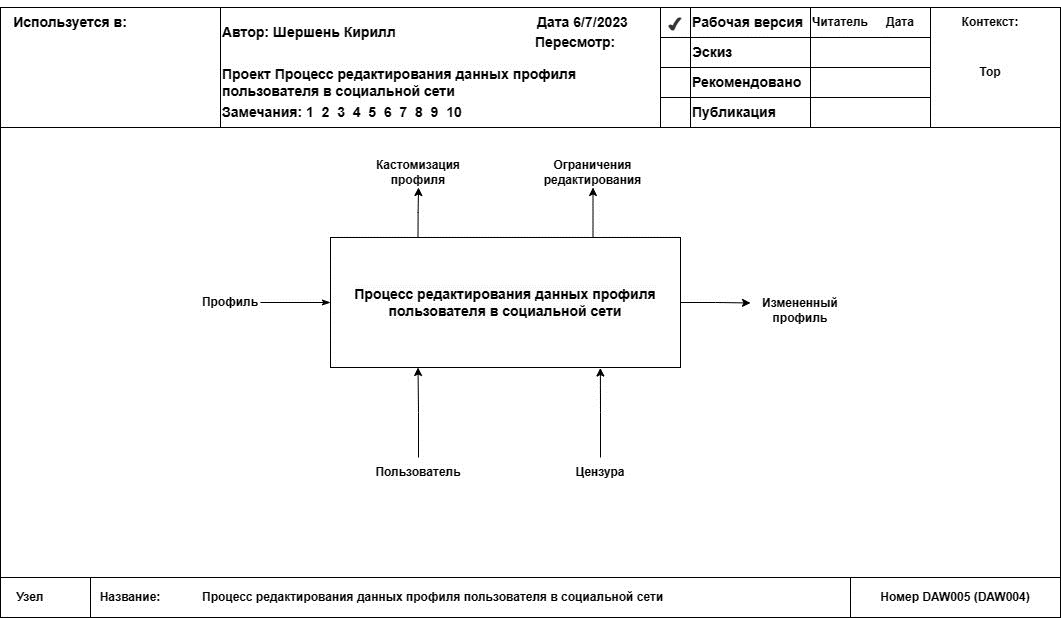 Используется в:
Автор: Шершень Кирилл
Дата 6/7/2023
Пересмотр:
Проект Процесс редактирования данных профиля
пользователя в социальной сети
Замечания: 1 2 3 4 5 6 7 8 9 10
✓ Рабочая версия
Эскиз
Рекомендовано
Публикация
Читатель Дата
Контекст:
Top
Кастомизация
профиля
Ограничения
редактирования
Профиль
Процесс редактирования данных профиля
пользователя в социальной сети
Измененный
профиль
Пользователь
Цензура
Узел
Название: Процесс редактирования данных профиля пользователя в социальной сети
Номер DAW005 (DAW004)